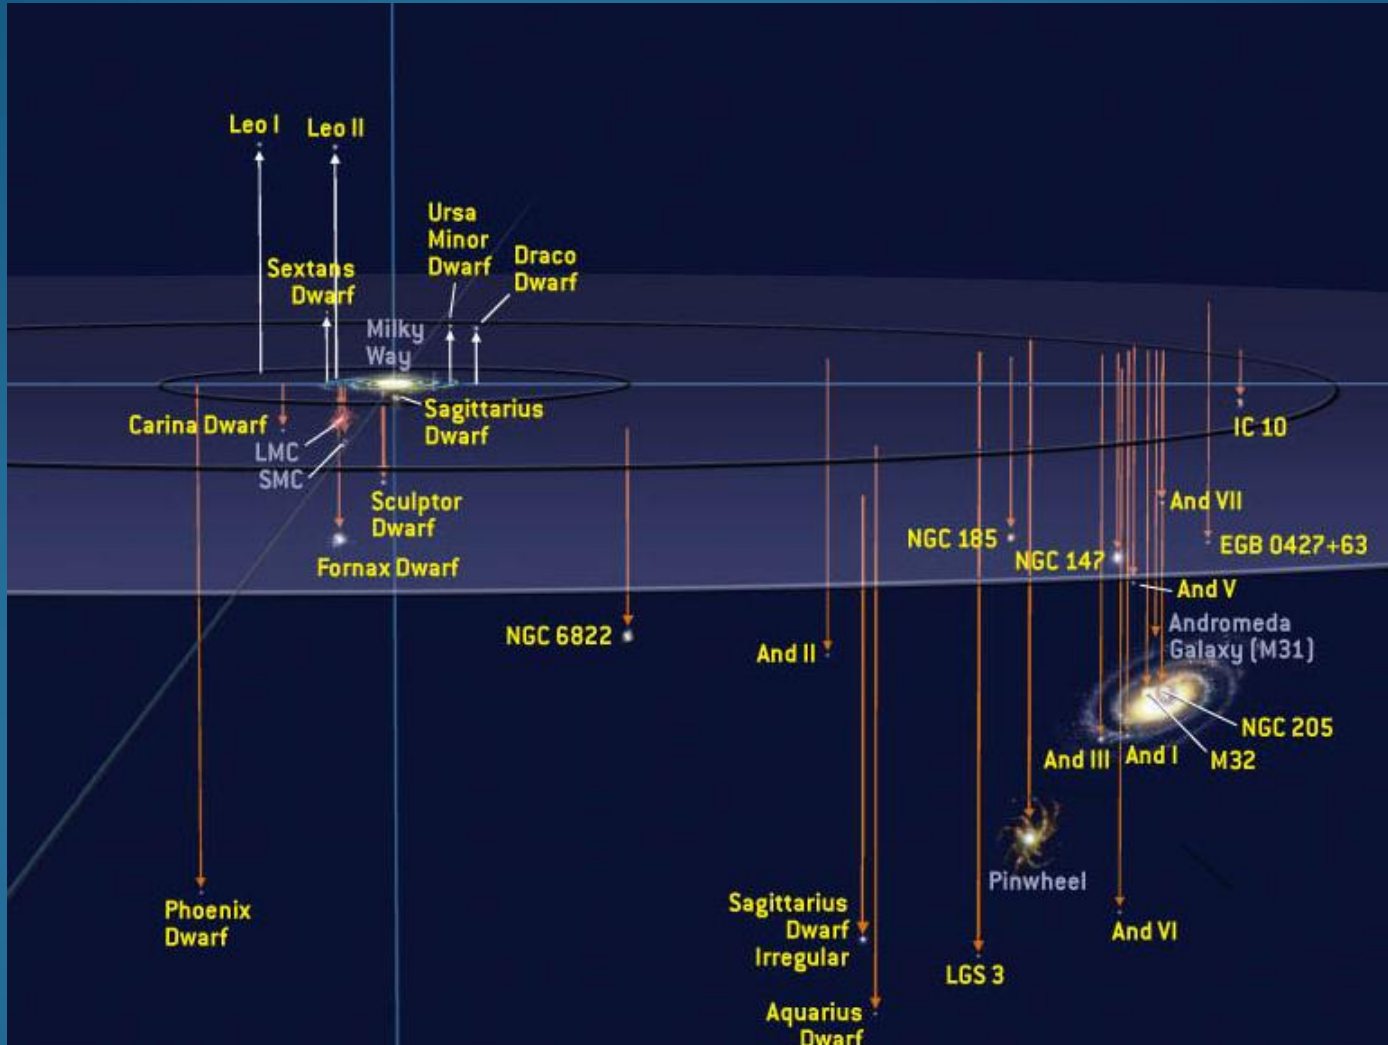 Leo I
Leo II
Ursa
Minor
Dwarf
Draco
Dwarf
Sextans
Dwarf
Milky
Way
Carina Dwarf
Sagittarius
Dwarf
LMC
SMC
Sculptor
Dwarf
Fornax Dwarf
IC 10
And VII
NGC 185
EGB 0427+63
NGC 147
And V
Andromeda
Galaxy (M31)
NGC 6822
And II
NGC 205
And III
And I
M32
Pinwheel
Phoenix
Dwarf
Sagittarius
Dwarf
Irregular
And VI
LGS 3
Aquarius
Dwarf